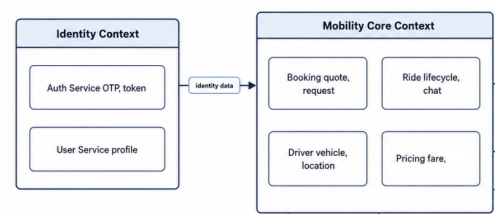 Identity Context
Auth Service OTP, token
User Service profile
identity data
Mobility Core Context
Booking quote,
request
Ride lifecycle,
chat
Driver vehicle,
location
Pricing fare,